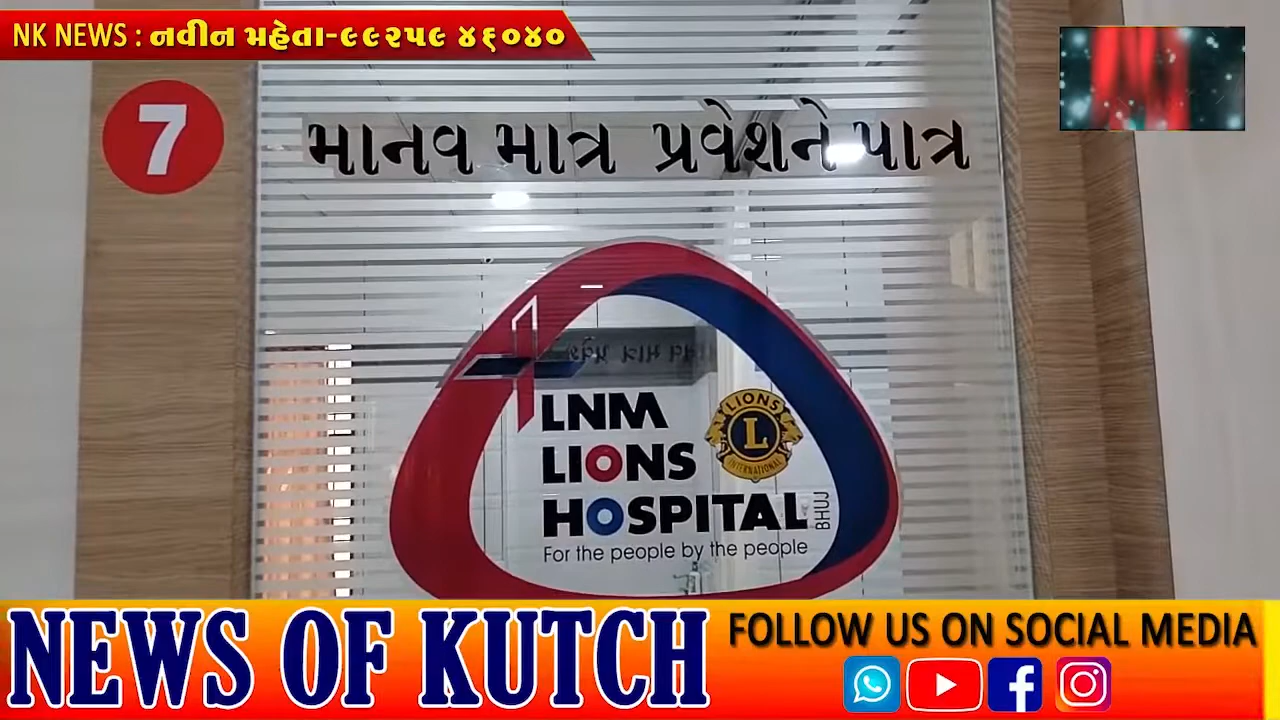 NK NEWS : નવીન મહેતા-૯૯૨૫૯ ૪૬૦૪૦
7
માનવ માત્ર પ્રવેશને પાત્ર
LNM
LIONS
HOSPITAL
BHUJ
For the people by the people
LIONS
L
INTERNATIONAL
NEWS OF KUTCH
FOLLOW US ON SOCIAL MEDIA